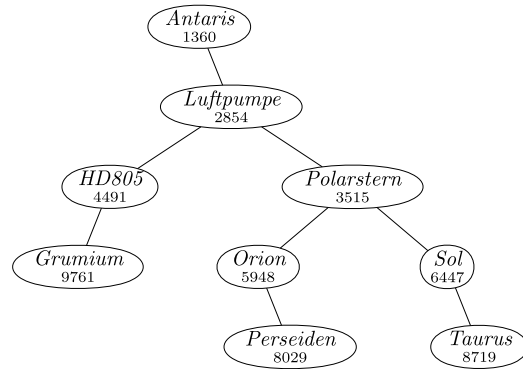 Antaris
1360
Luftpumpe
2854
HD805
4491
Polarstern
3515
Grumium
9761
Orion
5948
Sol
6447
Perseiden
8029
Taurus
8719